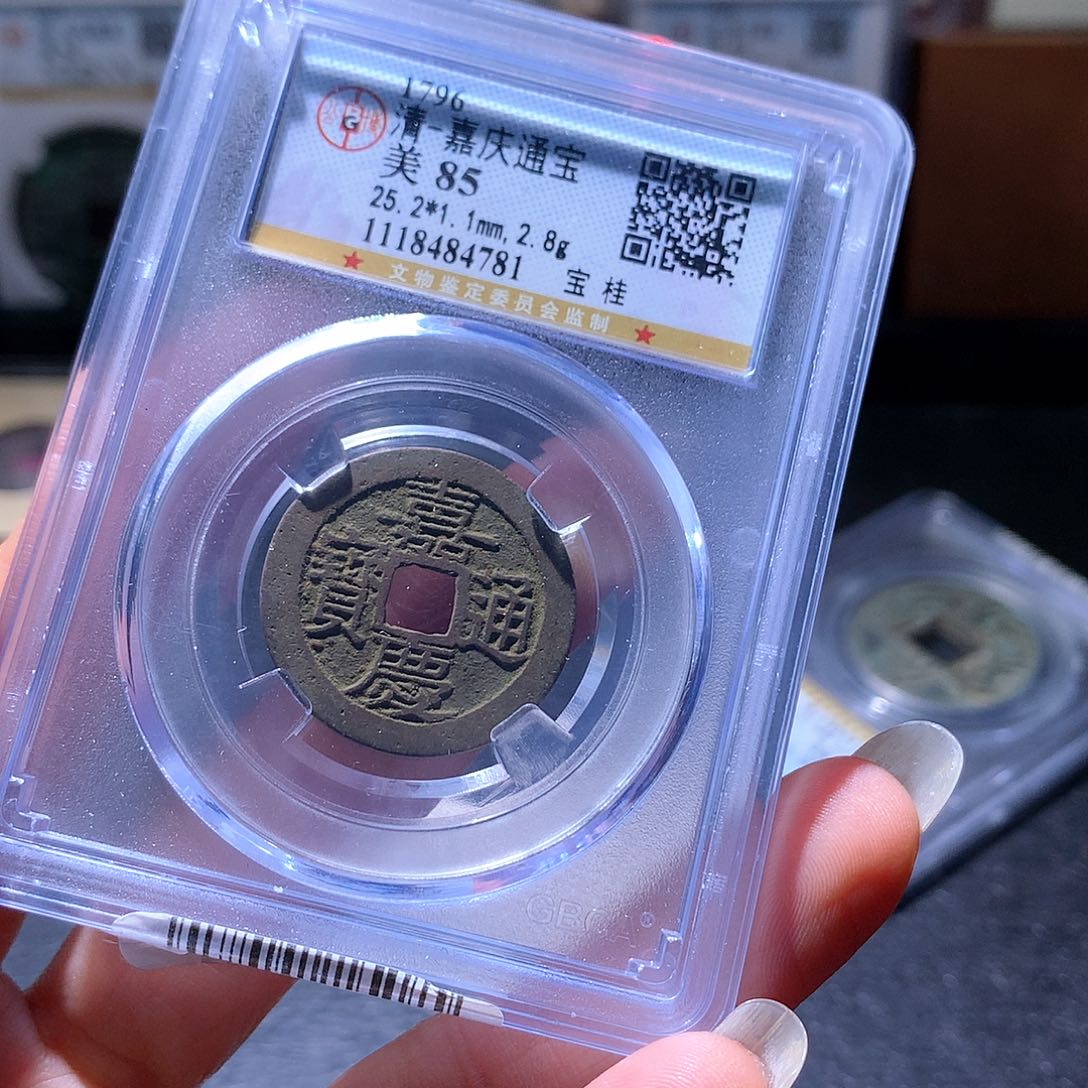 1796
清-嘉庆通宝
美 85
25.2*1.1mm, 2.8g
1118484781 宝桂
G
★ 文物鉴定委员会监制 ★
嘉慶通寶